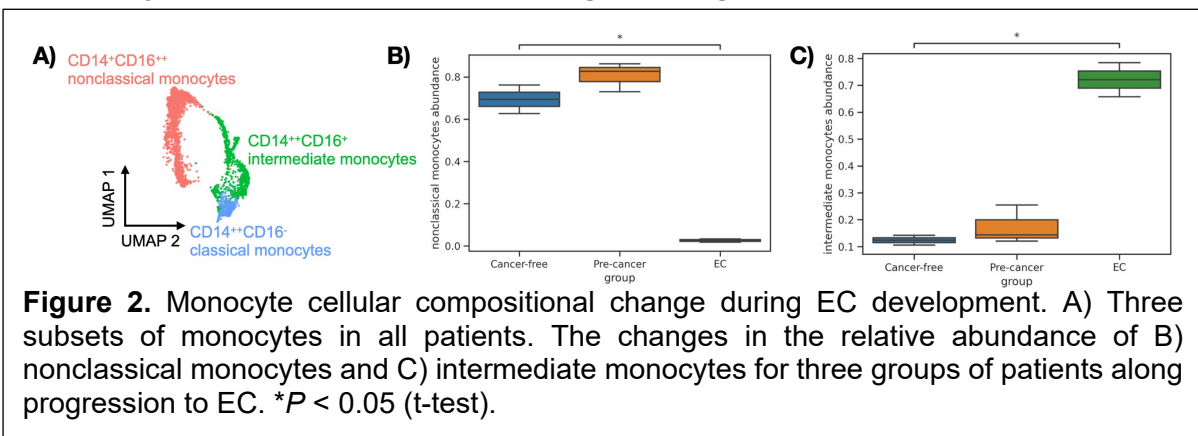 A)
CD14⁺CD16⁺⁺
nonclassical monocytes
CD14⁺⁺CD16⁺
intermediate monocytes
CD14⁺⁺CD16⁻
classical monocytes
UMAP 1
UMAP 2
B)
*
nonclassical monocytes abundance
0.8
0.6
0.4
0.2
0.0
Cancer-free
Pre-cancer
EC
group
C)
*
intermediate monocytes abundance
0.8
0.7
0.6
0.5
0.4
0.3
0.2
0.1
Cancer-free
Pre-cancer
EC
group
Figure 2. Monocyte cellular compositional change during EC development. A) Three
subsets of monocytes in all patients. The changes in the relative abundance of B)
nonclassical monocytes and C) intermediate monocytes for three groups of patients along
progression to EC. *P < 0.05 (t-test).